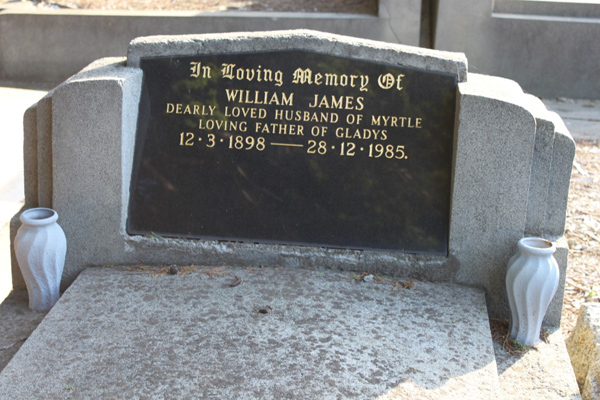 In Loving Memory Of
WILLIAM JAMES
DEARLY LOVED HUSBAND OF MYRTLE
LOVING FATHER OF GLADYS
12·3·1898 — 28·12·1985.